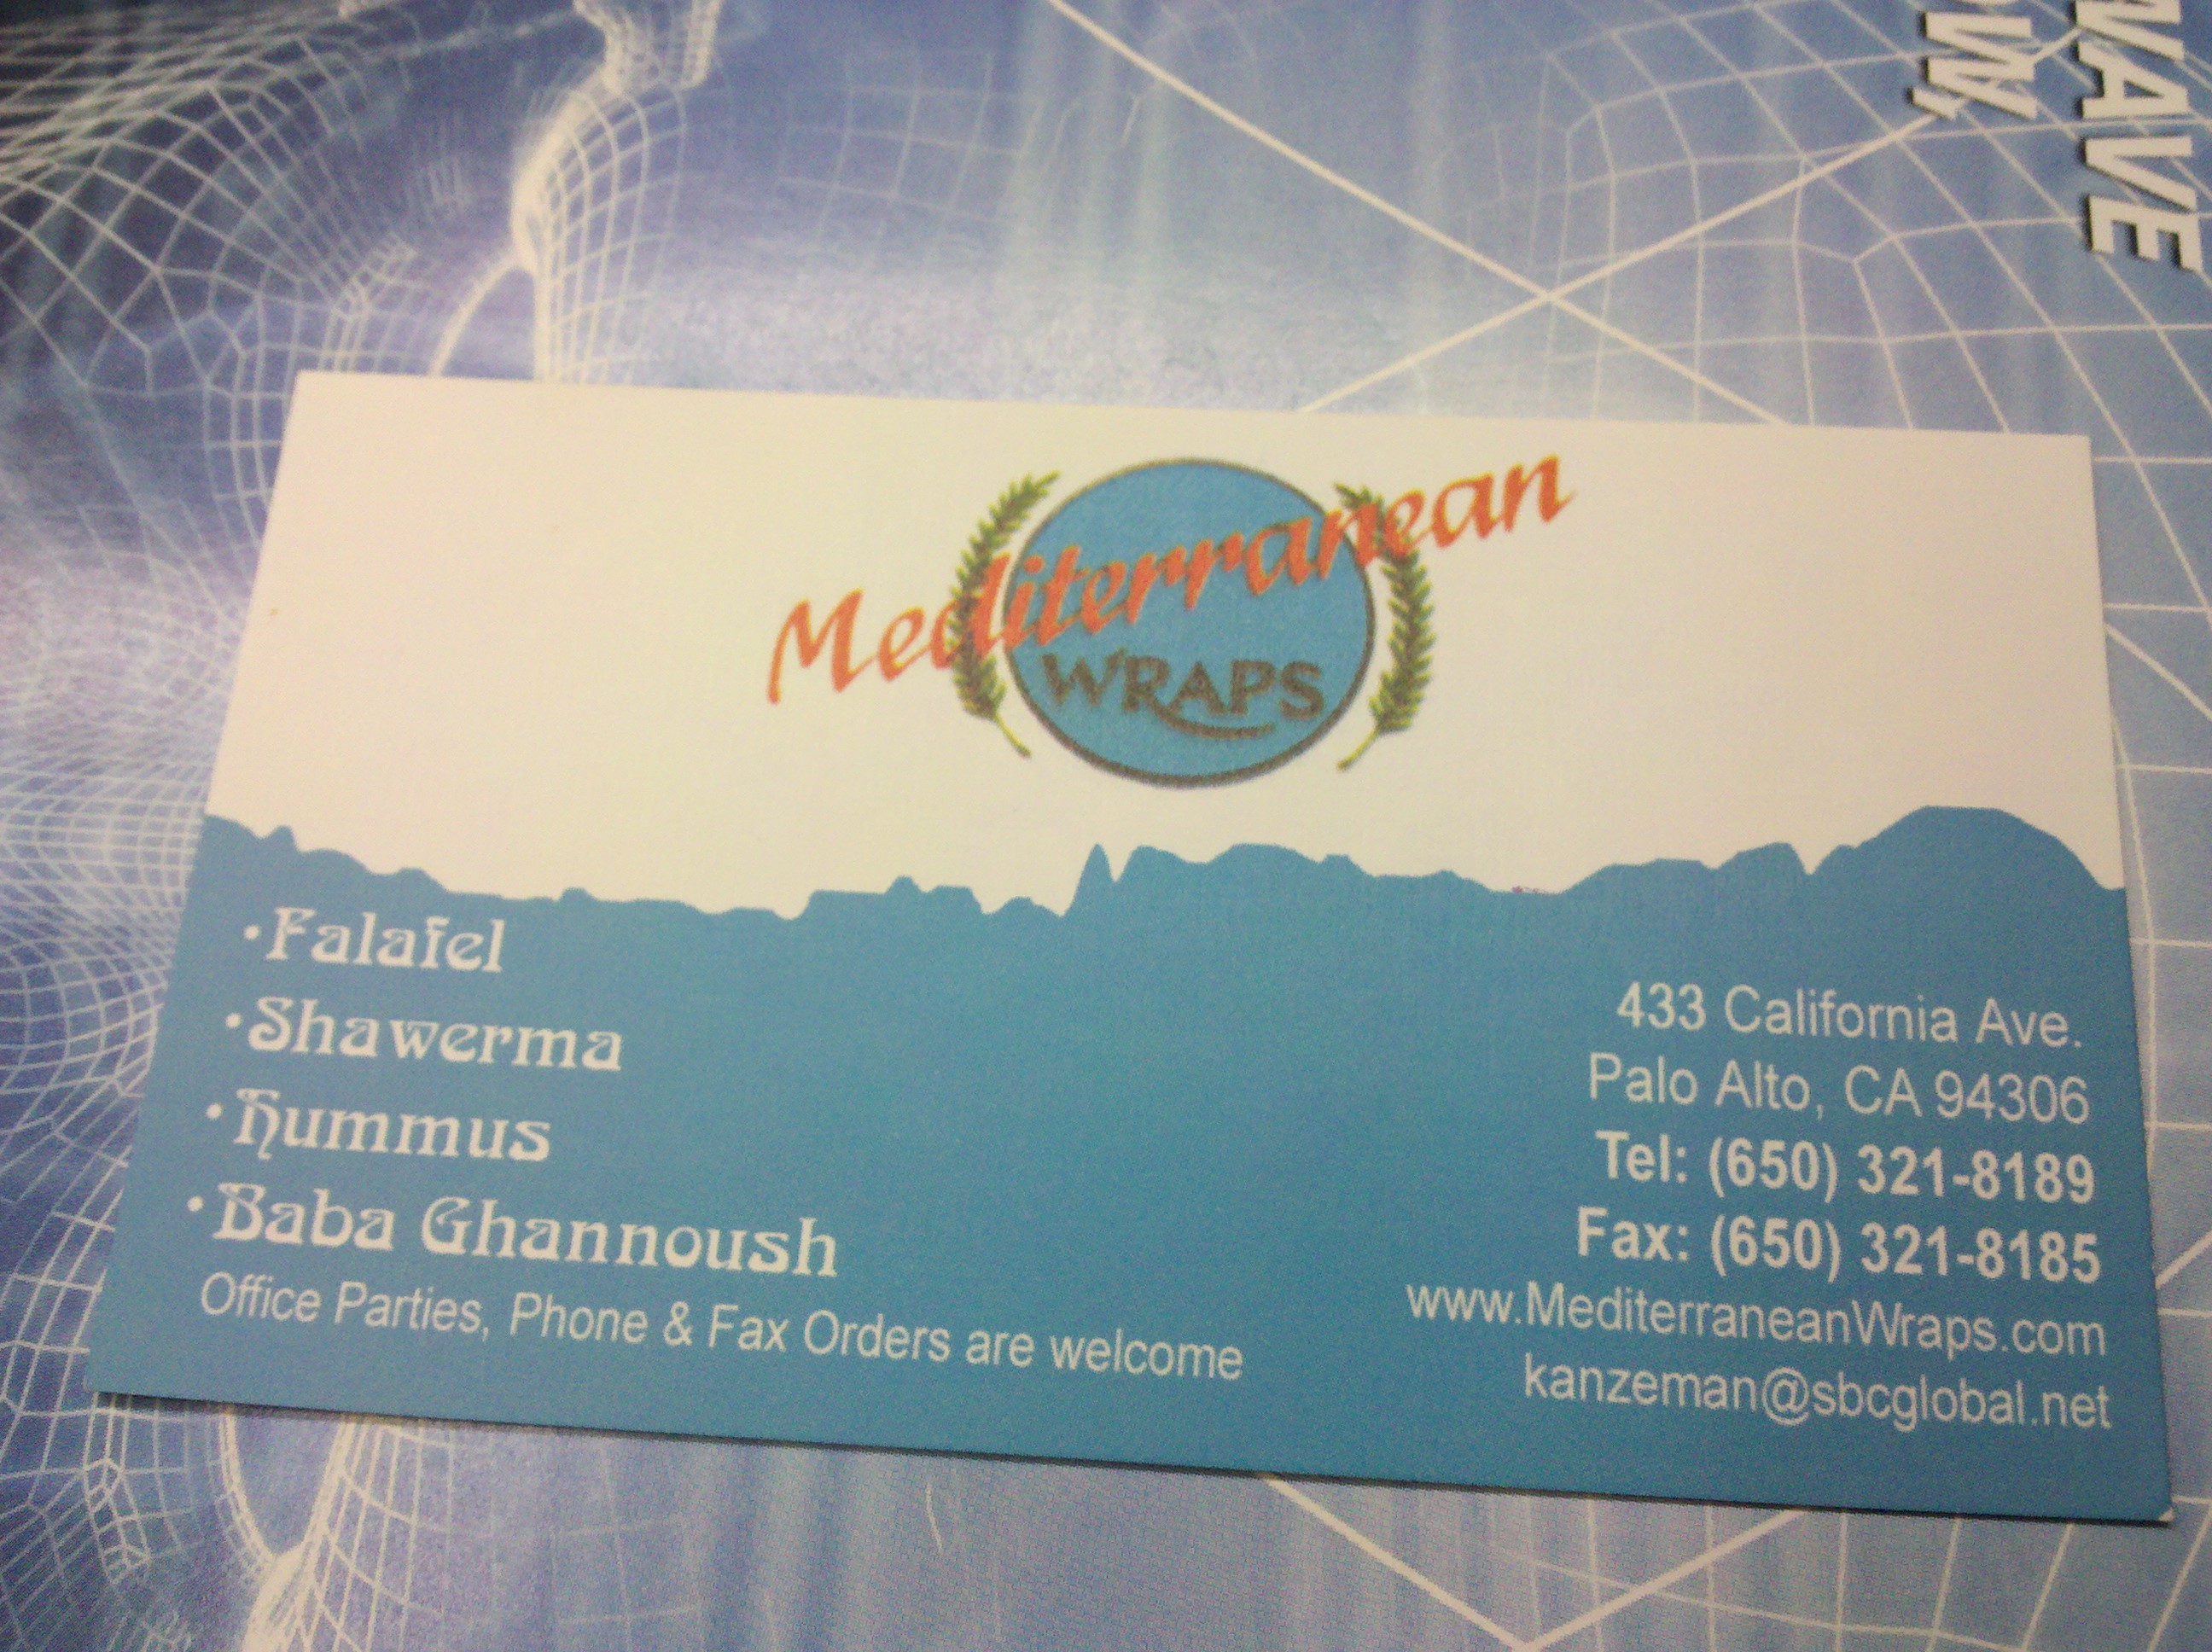 WAVE
Mediterranean
WRAPS
•Falafel
•Shawerma
•Hummus
•Baba Ghannoush
Office Parties, Phone & Fax Orders are welcome
433 California Ave.
Palo Alto, CA 94306
Tel: (650) 321-8189
Fax: (650) 321-8185
www.MediterraneanWraps.com
kanzeman@sbcglobal.net